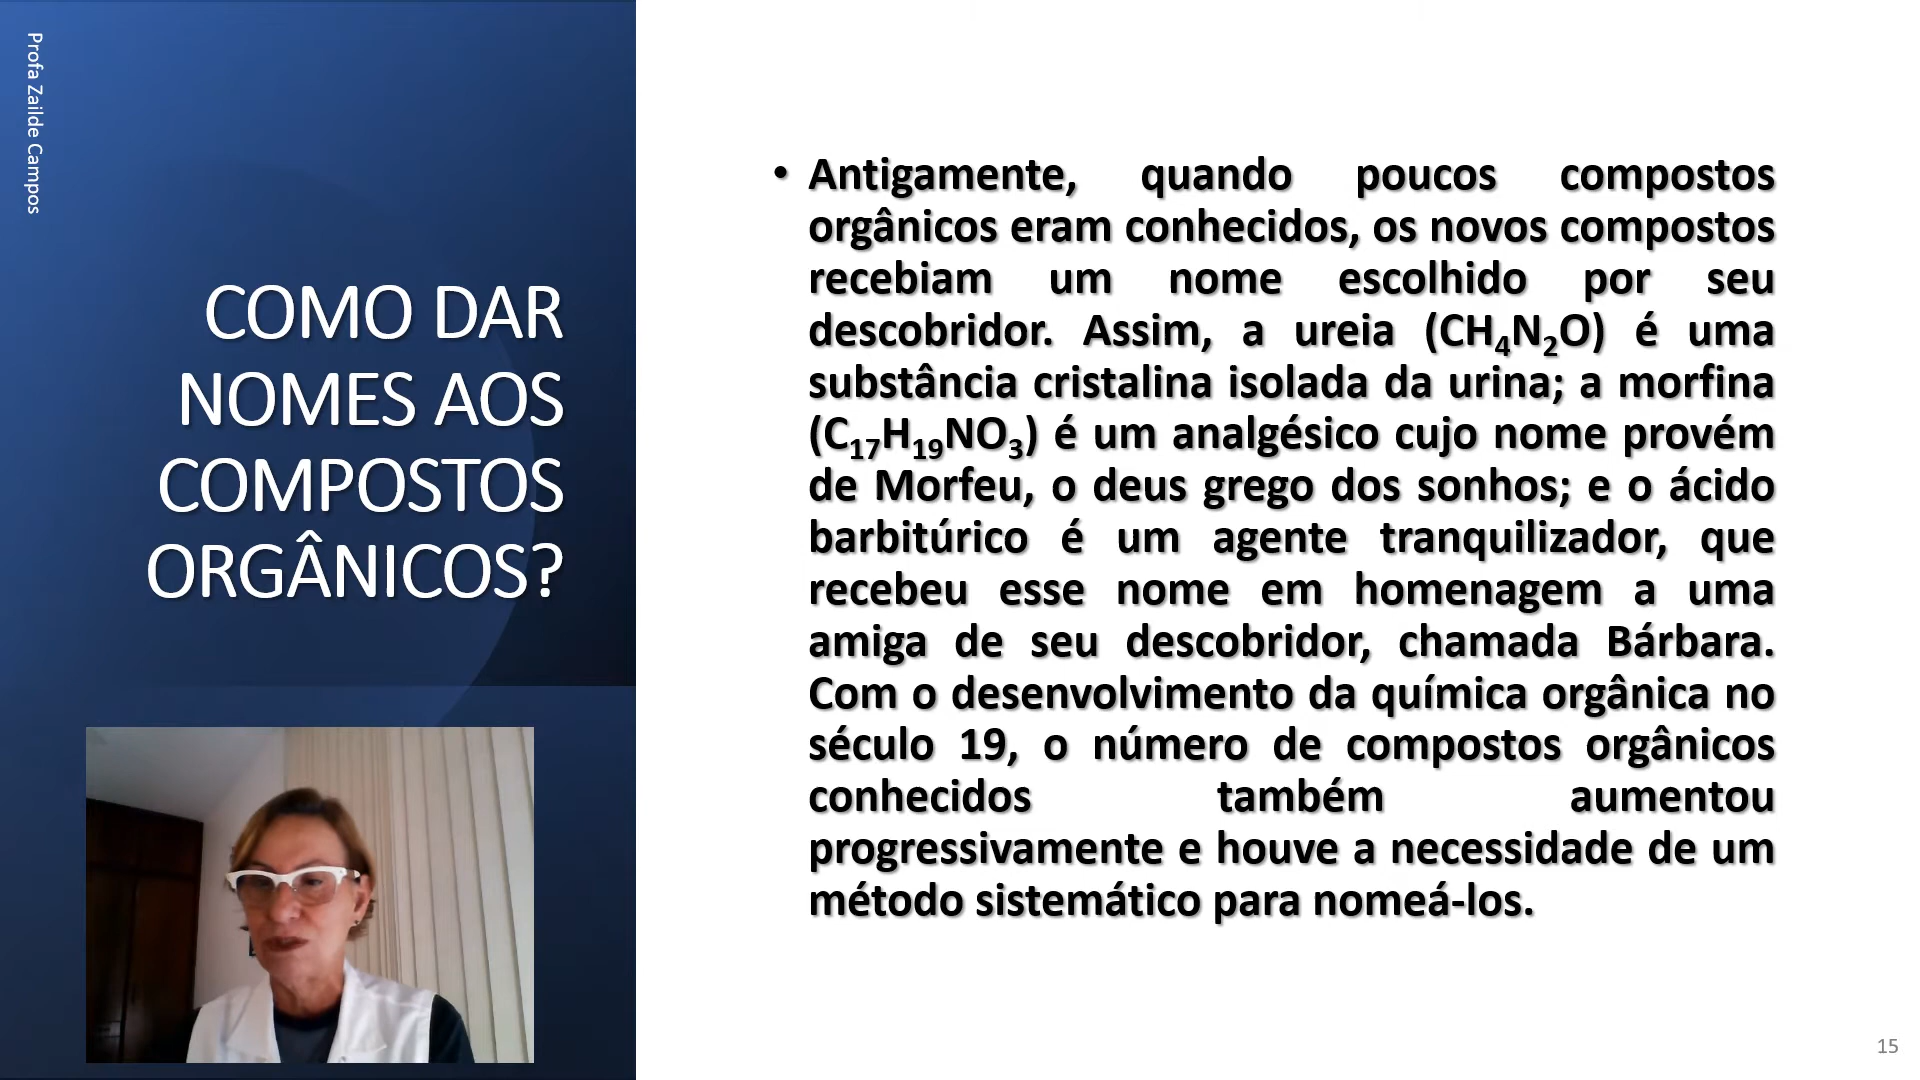 Profa Zailde Campos
COMO DAR
NOMES AOS
COMPOSTOS
ORGÂNICOS?
• Antigamente, quando poucos compostos
orgânicos eram conhecidos, os novos compostos
recebiam um nome escolhido por seu
descobridor. Assim, a ureia (CH₄N₂O) é uma
substância cristalina isolada da urina; a morfina
(C₁₇H₁₉NO₃) é um analgésico cujo nome provém
de Morfeu, o deus grego dos sonhos; e o ácido
barbitúrico é um agente tranquilizador, que
recebeu esse nome em homenagem a uma
amiga de seu descobridor, chamada Bárbara.
Com o desenvolvimento da química orgânica no
século 19, o número de compostos orgânicos
conhecidos também aumentou
progressivamente e houve a necessidade de um
método sistemático para nomeá-los.
15